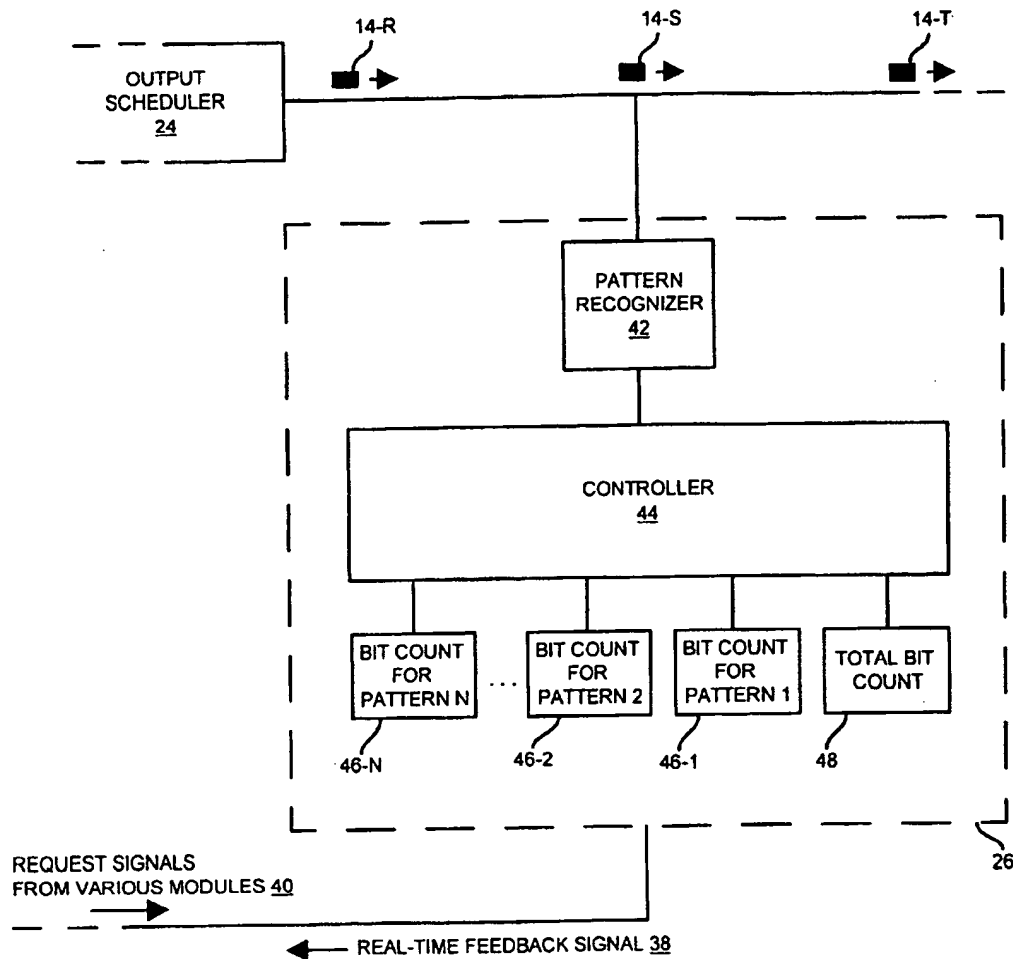 14-R
14-S
14-T
OUTPUT
SCHEDULER
24
PATTERN
RECOGNIZER
42
CONTROLLER
44
BIT COUNT
FOR
PATTERN N
...
BIT COUNT
FOR
PATTERN 2
BIT COUNT
FOR
PATTERN 1
TOTAL BIT
COUNT
46-N
46-2
46-1
48
26
REQUEST SIGNALS
FROM VARIOUS MODULES 40
REAL-TIME FEEDBACK SIGNAL 38